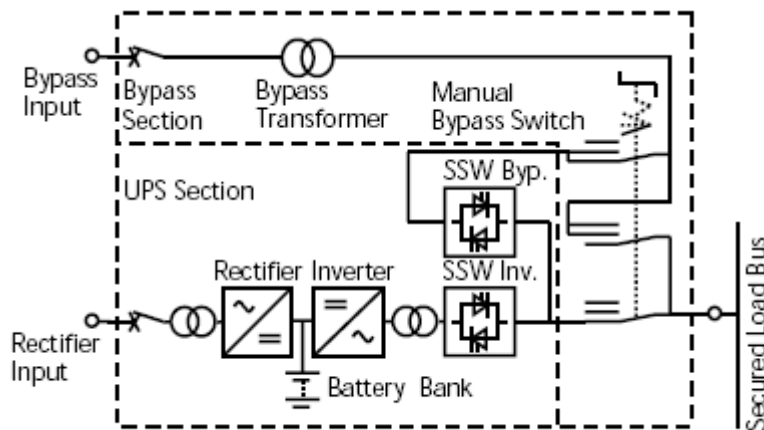 Bypass
Input
Bypass
Section
Bypass
Transformer
Manual
Bypass Switch
SSW Byp.
UPS Section
Rectifier
Inverter
SSW Inv.
Rectifier
Input
Battery Bank
Secured Load Bus